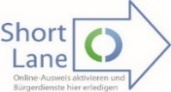 Short
Lane
Online-Ausweis aktivieren und
Bürgerdienste hier erledigen